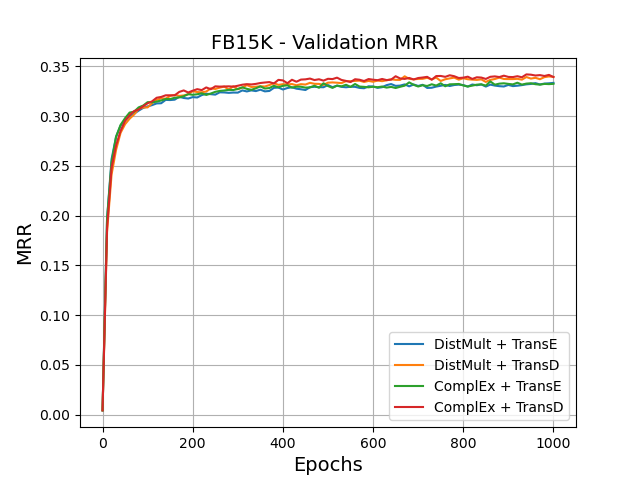 FB15K - Validation MRR
MRR
0.35
0.30
0.25
0.20
0.15
0.10
0.05
0.00
DistMult + TransE
DistMult + TransD
ComplEx + TransE
ComplEx + TransD
0 200 400 600 800 1000
Epochs